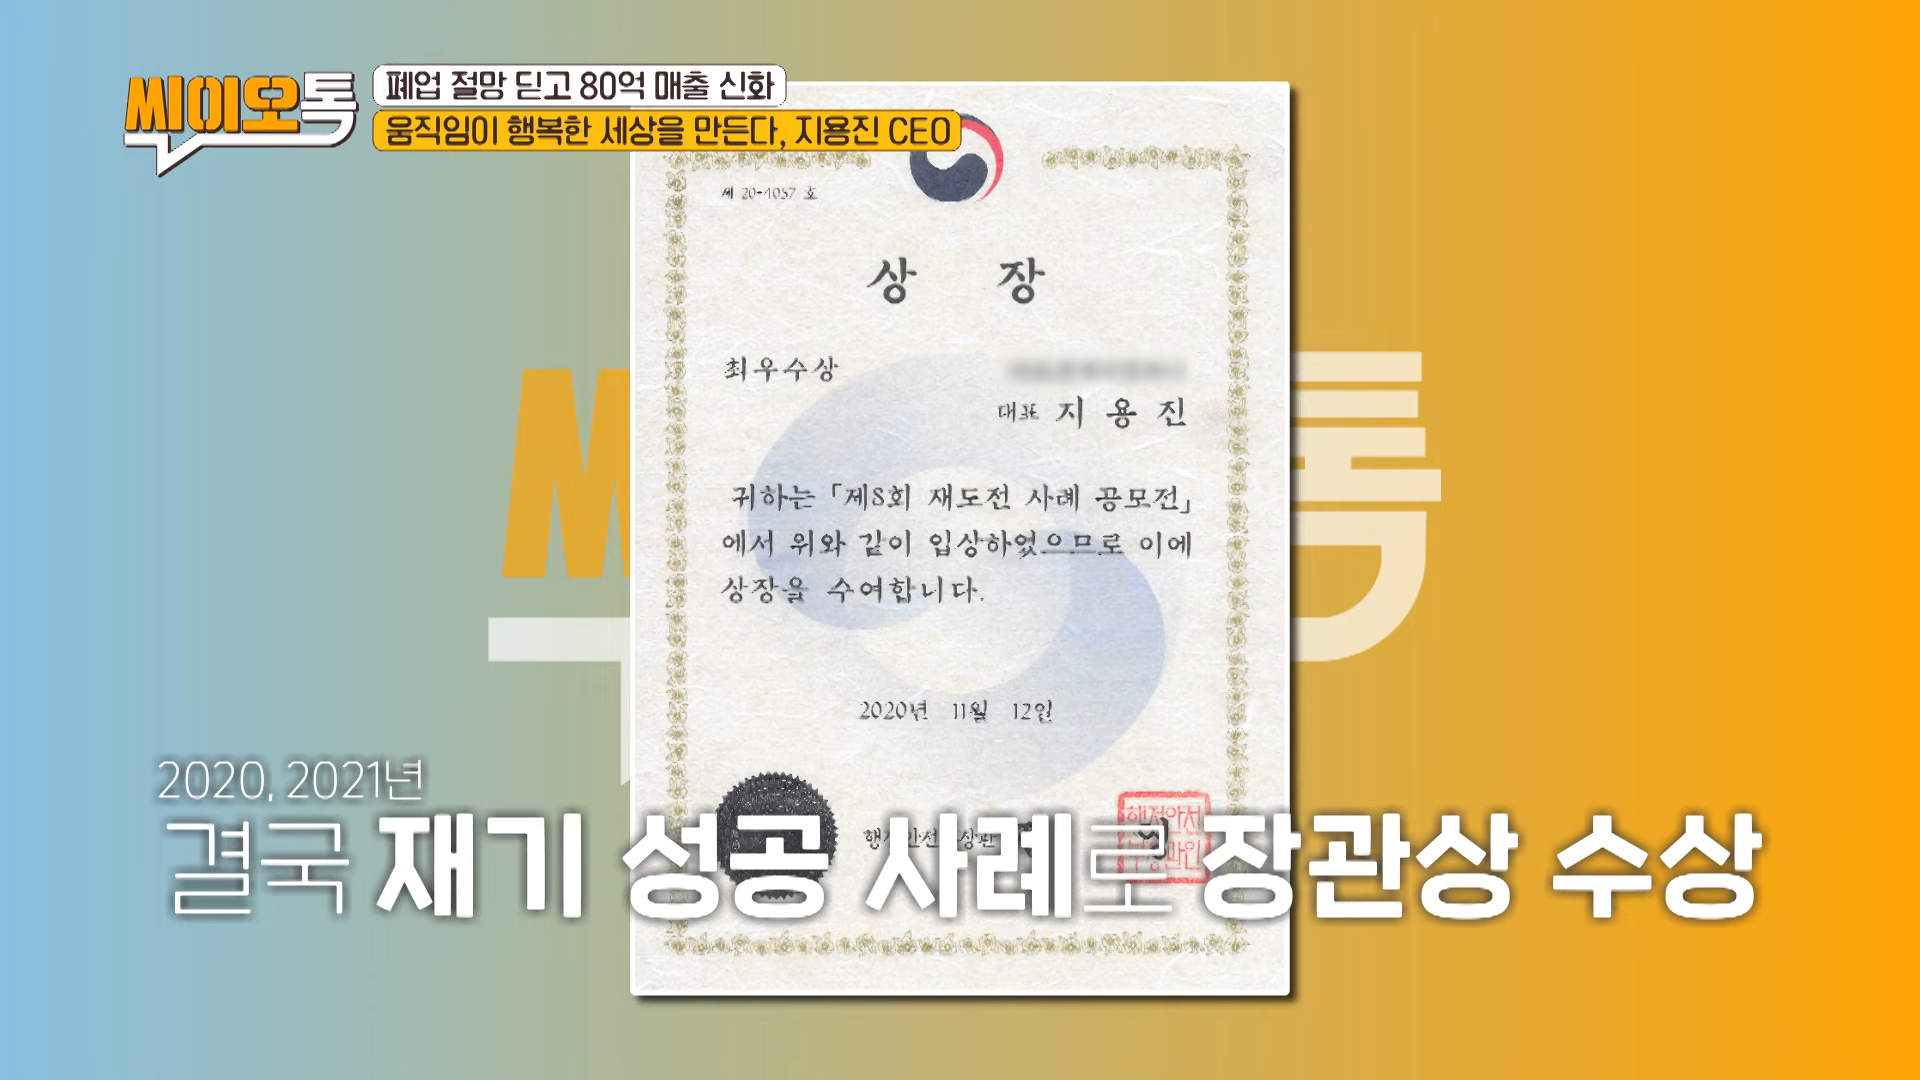 씨이오톡
폐업 절망 딛고 80억 매출 신화
움직임이 행복한 세상을 만든다, 지용진 CEO
제 20-4057 호
상 장
최우수상
대표 지 용 진
귀하는 「제8회 재도전 사례 공모전」
에서 위와 같이 입상하였으므로 이에
상장을 수여합니다.
2020년 11월 12일
2020, 2021년
결국 재기 성공 사례로 장관상 수상